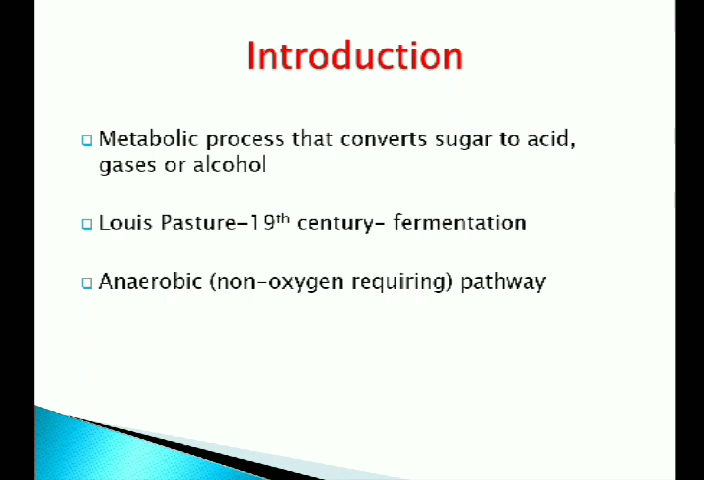 Introduction
Metabolic process that converts sugar to acid,
gases or alcohol
Louis Pasture-19th century- fermentation
Anaerobic (non-oxygen requiring) pathway